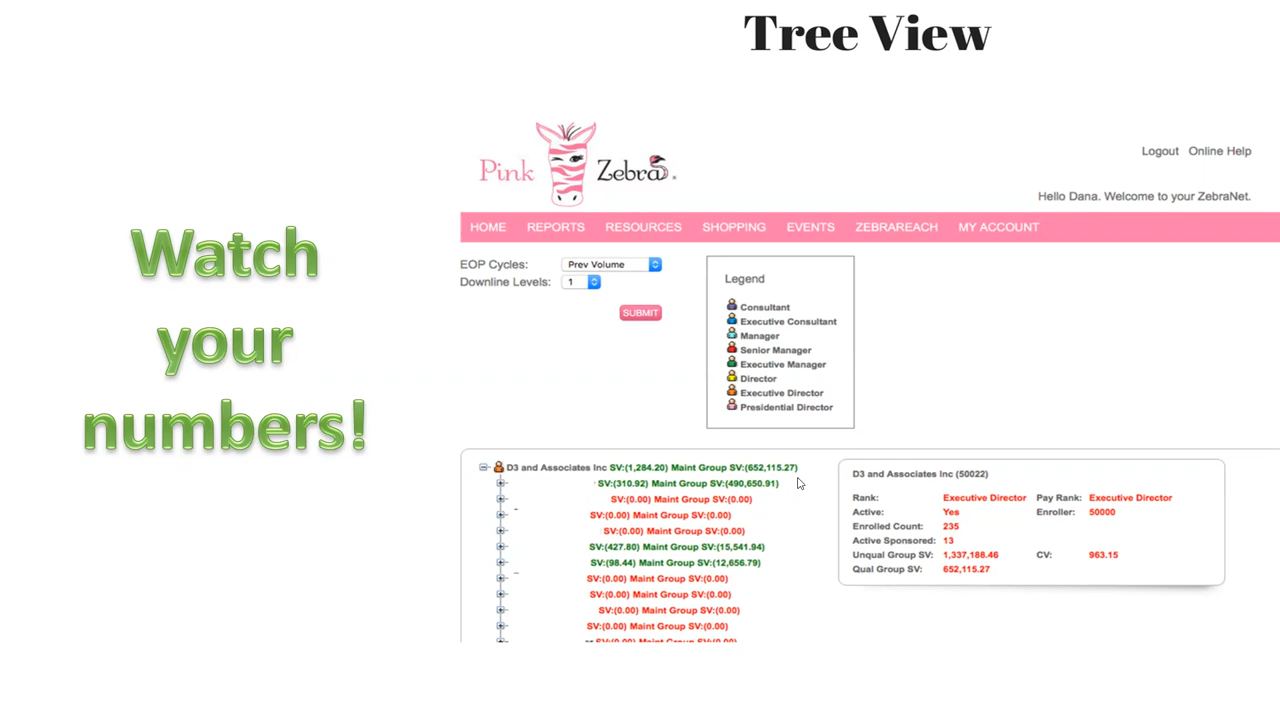 Tree View
Watch
your
numbers!
Pink Zebra
Logout Online Help
Hello Dana. Welcome to your ZebraNet.
HOME REPORTS RESOURCES SHOPPING EVENTS ZEBRAREACH MY ACCOUNT
EOP Cycles: Prev Volume
Downline Levels: 1
SUBMIT
Legend
Consultant
Executive Consultant
Manager
Senior Manager
Executive Manager
Director
Executive Director
Presidential Director
D3 and Associates Inc SV:(1,284.20) Maint Group SV:(652,115.27)
SV:(310.92) Maint Group SV:(490,650.91)
SV:(0.00) Maint Group SV:(0.00)
SV:(0.00) Maint Group SV:(0.00)
SV:(0.00) Maint Group SV:(0.00)
SV:(427.80) Maint Group SV:(15,541.94)
SV:(98.44) Maint Group SV:(12,656.79)
SV:(0.00) Maint Group SV:(0.00)
SV:(0.00) Maint Group SV:(0.00)
SV:(0.00) Maint Group SV:(0.00)
SV:(0.00) Maint Group SV:(0.00)
SV:(0.00) Maint Group SV:(0.00)
D3 and Associates Inc (50022)
Rank: Executive Director Pay Rank: Executive Director
Active: Yes Enroller: 50000
Enrolled Count: 235
Active Sponsored: 13
Unqual Group SV: 1,337,188.46 CV: 963.15
Qual Group SV: 652,115.27